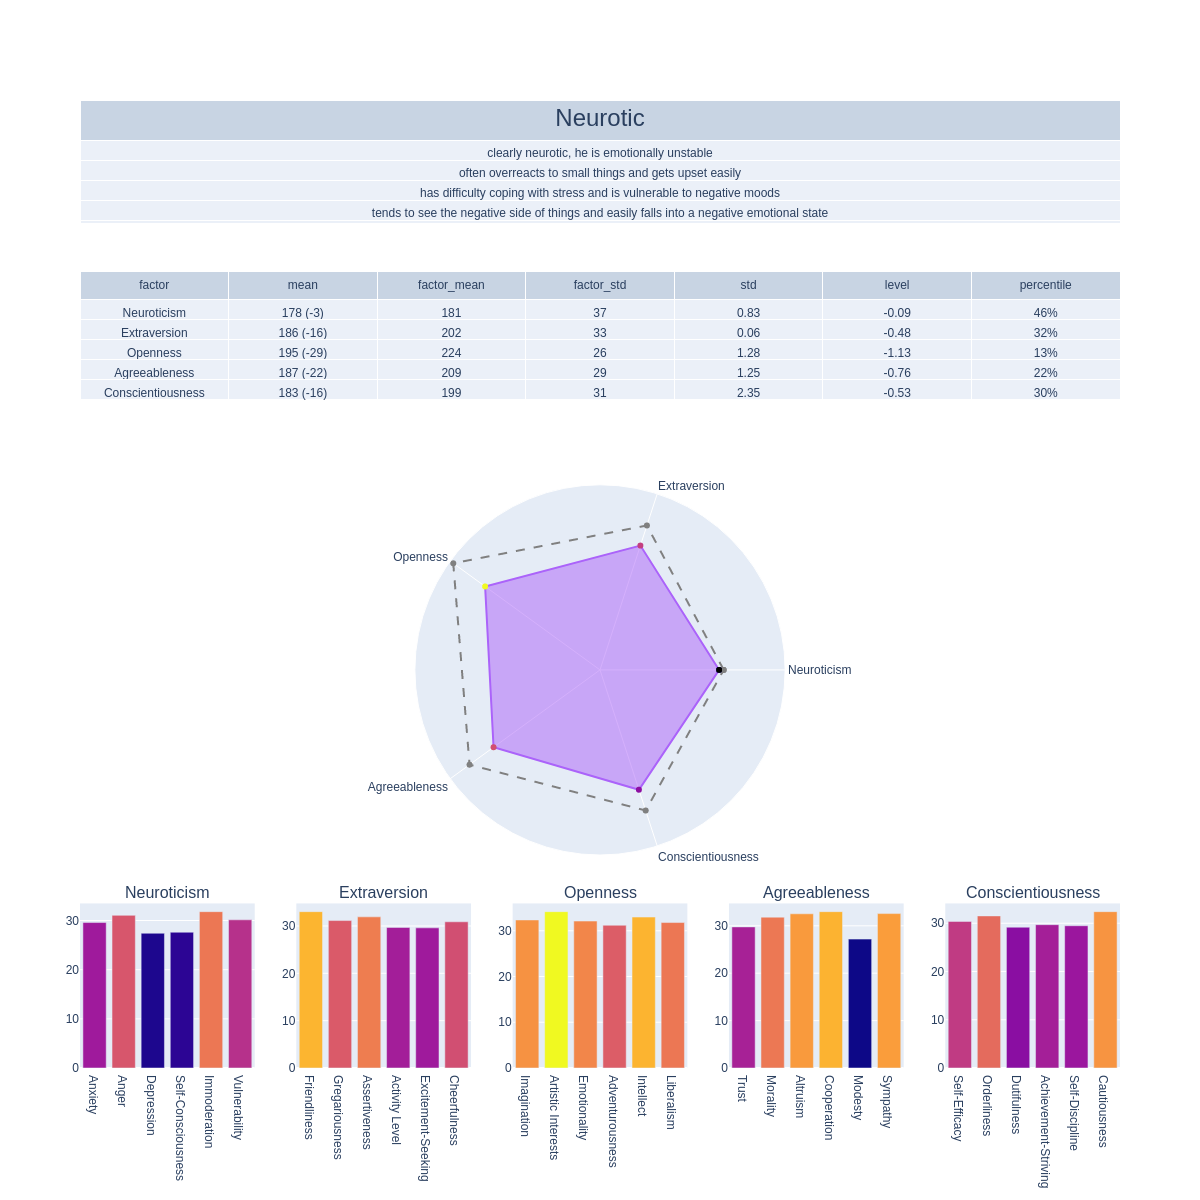 Neurotic
clearly neurotic, he is emotionally unstable
often overreacts to small things and gets upset easily
has difficulty coping with stress and is vulnerable to negative moods
tends to see the negative side of things and easily falls into a negative emotional state
factor mean factor_mean factor_std std level percentile
Neuroticism 178 (-3) 181 37 0.83 -0.09 46%
Extraversion 186 (-16) 202 33 0.06 -0.48 32%
Openness 195 (-29) 224 26 1.28 -1.13 13%
Agreeableness 187 (-22) 209 29 1.25 -0.76 22%
Conscientiousness 183 (-16) 199 31 2.35 -0.53 30%
Extraversion
Openness
Neuroticism
Agreeableness
Conscientiousness
Neuroticism
30
20
10
0
Anxiety
Anger
Depression
Self-Consciousness
Immoderation
Vulnerability
Extraversion
30
20
10
0
Friendliness
Gregariousness
Assertiveness
Activity Level
Excitement-Seeking
Cheerfulness
Openness
30
20
10
0
Imagination
Artistic Interests
Emotionality
Adventurousness
Intellect
Liberalism
Agreeableness
30
20
10
0
Trust
Morality
Altruism
Cooperation
Modesty
Sympathy
Conscientiousness
30
20
10
0
Self-Efficacy
Orderliness
Dutifulness
Achievement-Striving
Self-Discipline
Cautiousness